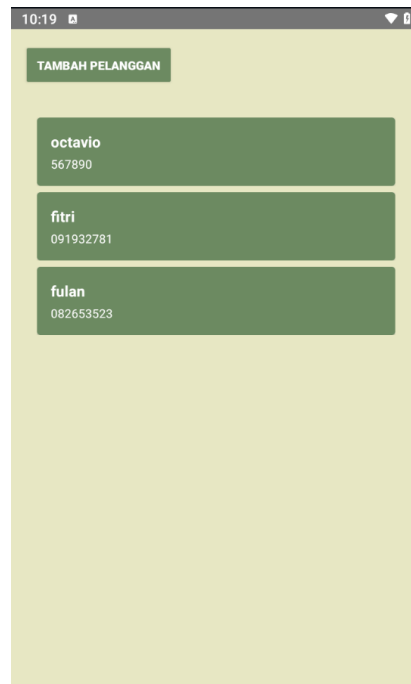 10:19
TAMBAH PELANGGAN
octavio
567890
fitri
091932781
fulan
082653523